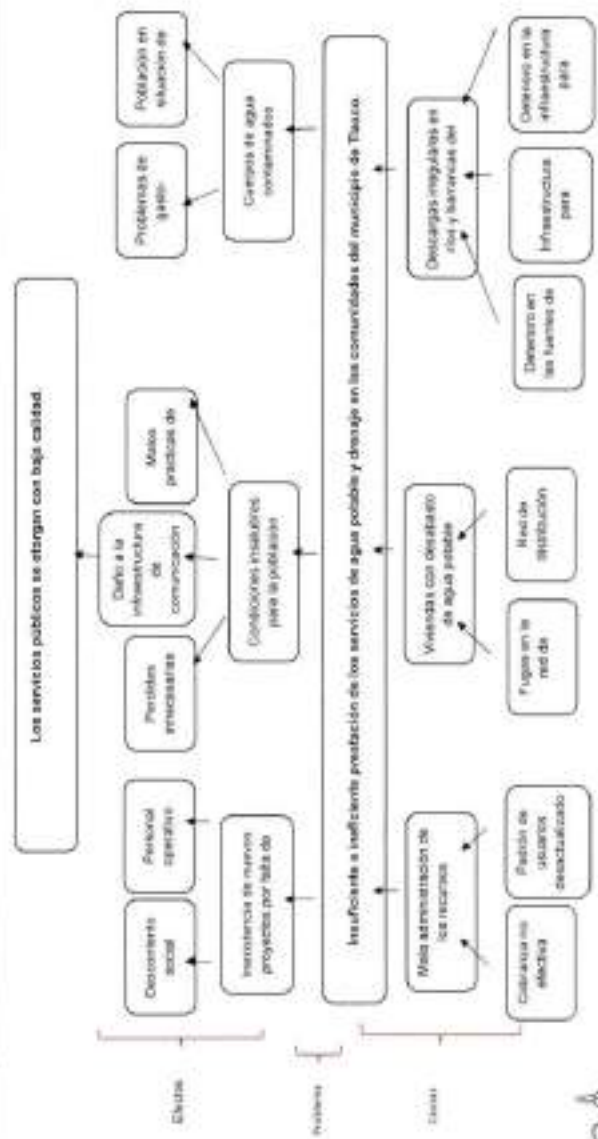 Los servicios públicos se otorgan con baja calidad.
Efectos
Descontento
social
Personal
operativo
Perdidas
innecesarias
Daño a la
infraestructura
de
comunicación
Malas
prácticas de
Problemas de
gastro-
Población en
situación de
Inexistencia de nuevos
proyectos por falta de
Condiciones insalubres
para la población
Cuerpos de agua
contaminados
Problema
Insuficiente e ineficiente prestación de los servicios de agua potable y drenaje en las comunidades del municipio de Tlaxco.
Causas
Mala administración de
los recursos
Viviendas con desabasto
de agua potable
Descargas irregulares en
ríos y barrancas del
Cobranza no
efectiva
Padrón de
usuarios
desactualizado
Fugas en la
red de
Red de
distribución
Deterioro en
las fuentes de
Infraestructura
para
Deterioro en la
infraestructura
para